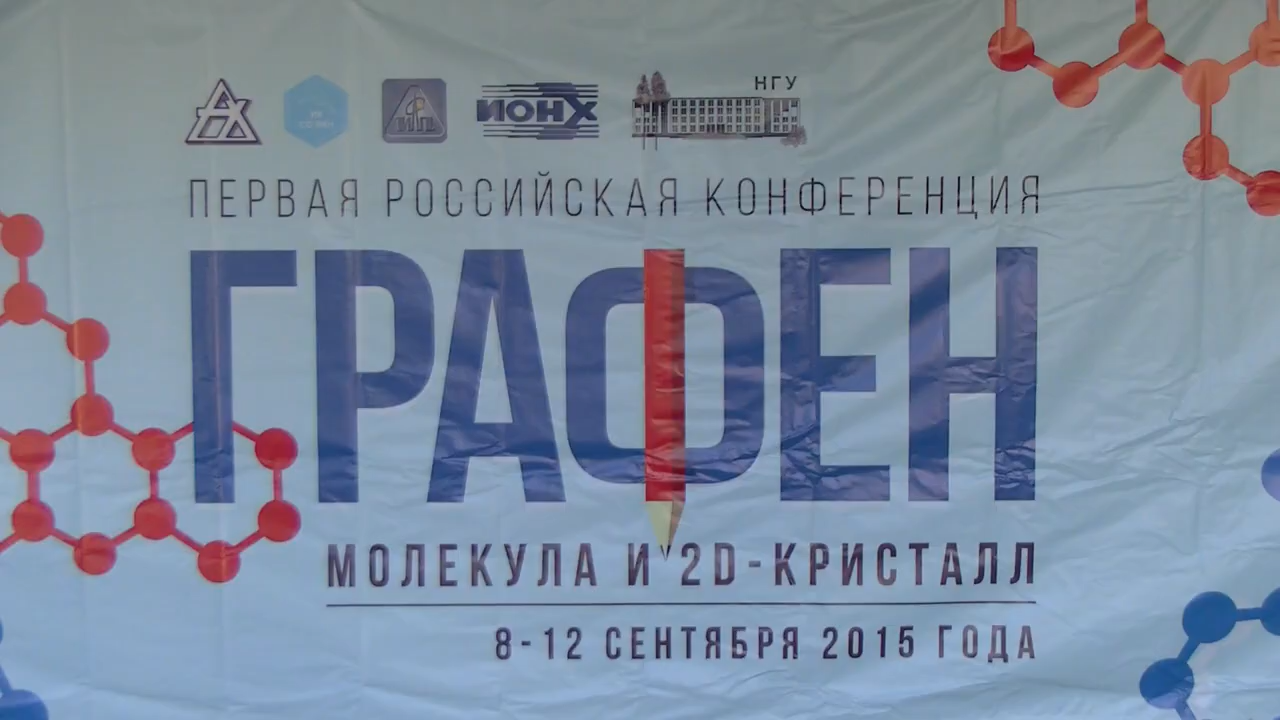 ИОНХ
НГУ
ПЕРВАЯ РОССИЙСКАЯ КОНФЕРЕНЦИЯ
ГРАФЕН
МОЛЕКУЛА И 2D-КРИСТАЛЛ
8-12 СЕНТЯБРЯ 2015 ГОДА